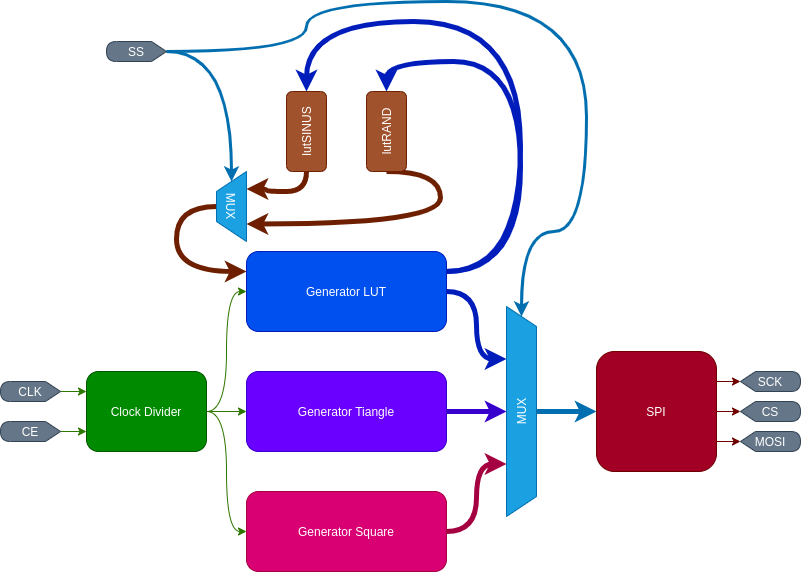 SS
lutSINUS
lutRAND
MUX
Generator LUT
CLK
CE
Clock Divider
Generator Tiangle
MUX
SPI
SCK
CS
MOSI
Generator Square